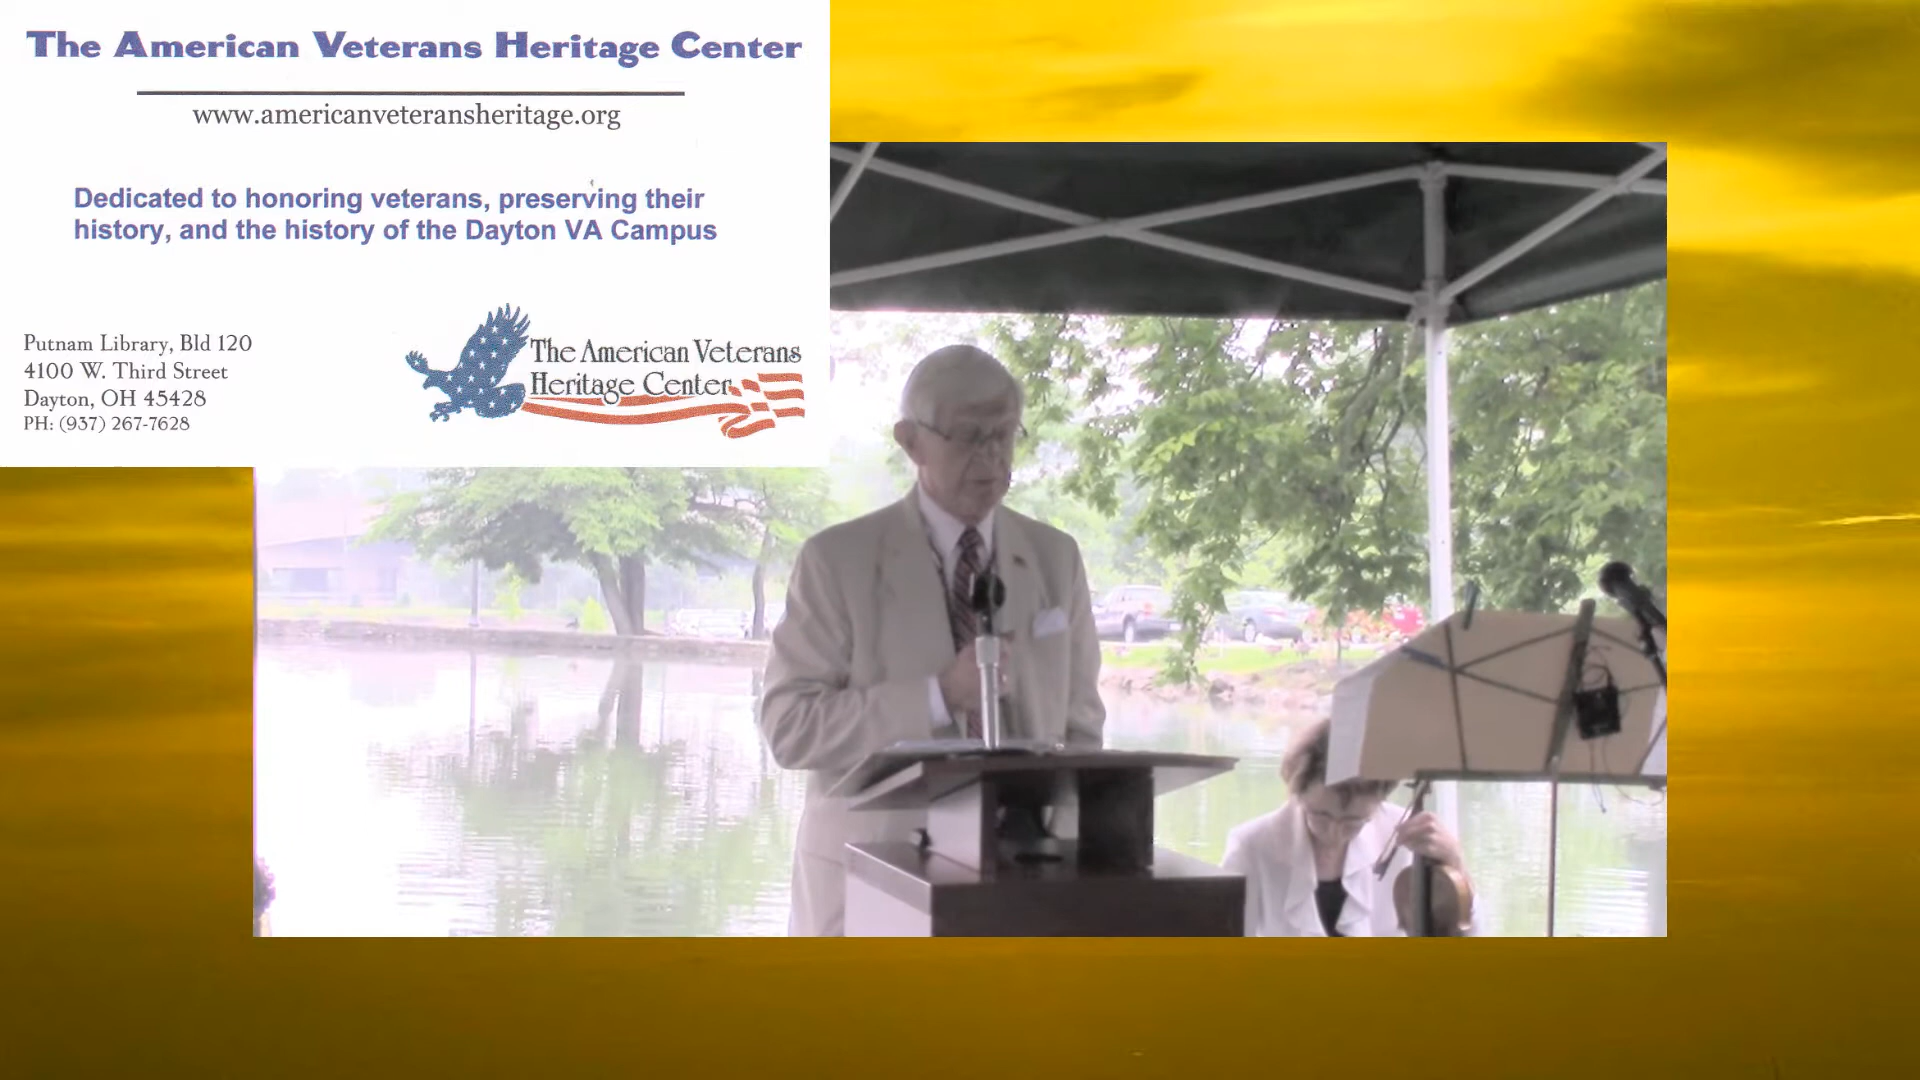 The American Veterans Heritage Center
www.americanveteransheritage.org
Dedicated to honoring veterans, preserving their
history, and the history of the Dayton VA Campus
Putnam Library, Bld 120
4100 W. Third Street
Dayton, OH 45428
PH: (937) 267-7628
The American Veterans
Heritage Center